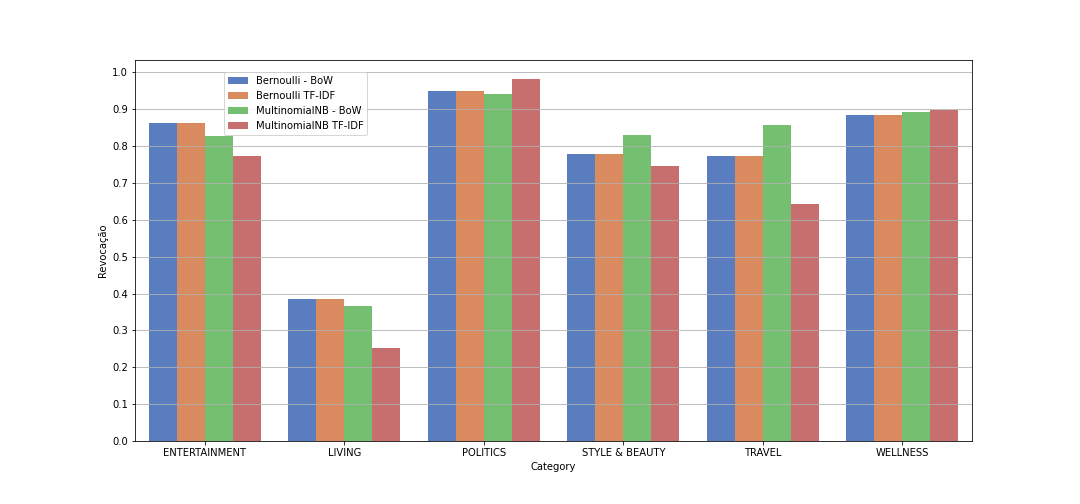 Bernoulli - BoW
Bernoulli TF-IDF
MultinomialNB - BoW
MultinomialNB TF-IDF
Revocação
1.0
0.9
0.8
0.7
0.6
0.5
0.4
0.3
0.2
0.1
0.0
ENTERTAINMENT LIVING POLITICS STYLE & BEAUTY TRAVEL WELLNESS
Category